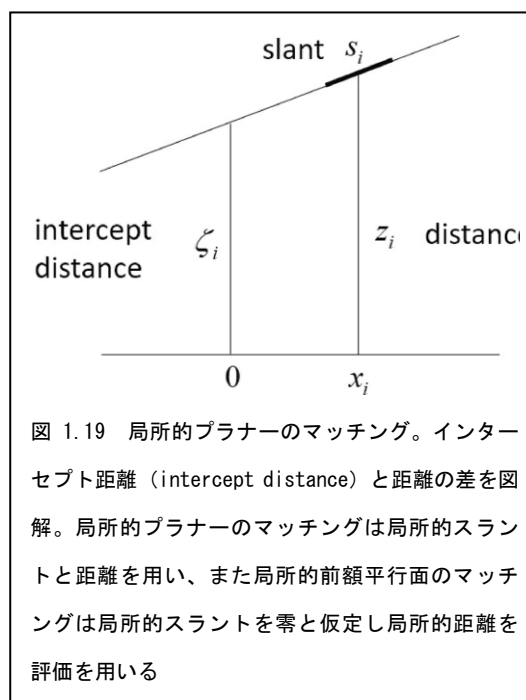 slant s_i
intercept
distance
ζ_i
z_i
distance
0
x_i
図 1.19 局所的プラナーのマッチング。インター
セプト距離（intercept distance）と距離の差を図
解。局所的プラナーのマッチングは局所的スラン
トと距離を用い、また局所的前額平行面のマッチ
ングは局所的スラントを零と仮定し局所的距離を
評価を用いる